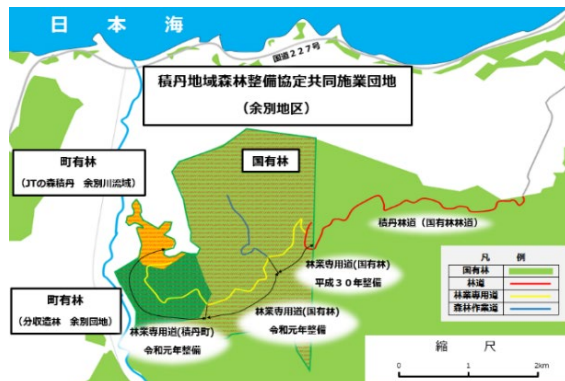 日本海
国道227号
積丹地域森林整備協定共同施業団地
(余別地区)
町有林
(JTの森積丹 余別川流域)
国有林
積丹林道(国有林林道)
林業専用道(国有林)
平成30年整備
町有林
(分収造林 余別団地)
林業専用道(国有林)
令和元年整備
林業専用道(積丹町)
令和元年整備
凡例
国有林
林道
林業専用道
森林作業道
縮尺
0 1 2km